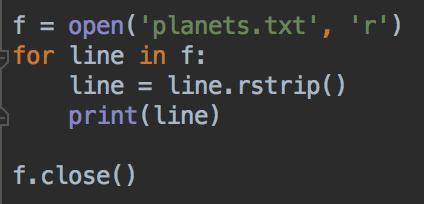 f = open('planets.txt', 'r')
for line in f:
    line = line.rstrip()
    print(line)

f.close()